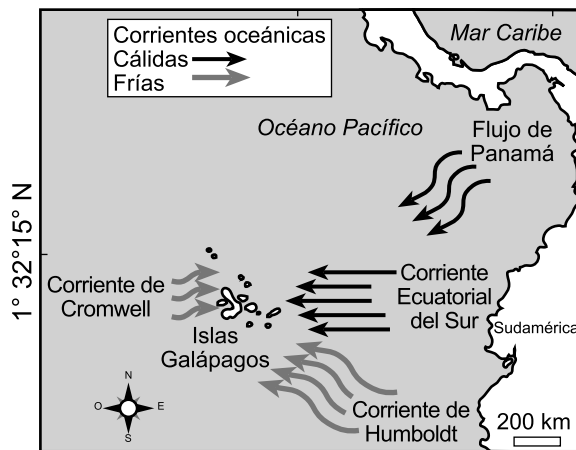 Corrientes oceánicas
Cálidas
Frías
Mar Caribe
Océano Pacífico
Flujo de
Panamá
1° 32’15° N
Corriente de
Cromwell
Corriente
Ecuatorial
del Sur
Islas
Galápagos
Sudamérica
Corriente de
Humboldt
N
O
E
S
200 km